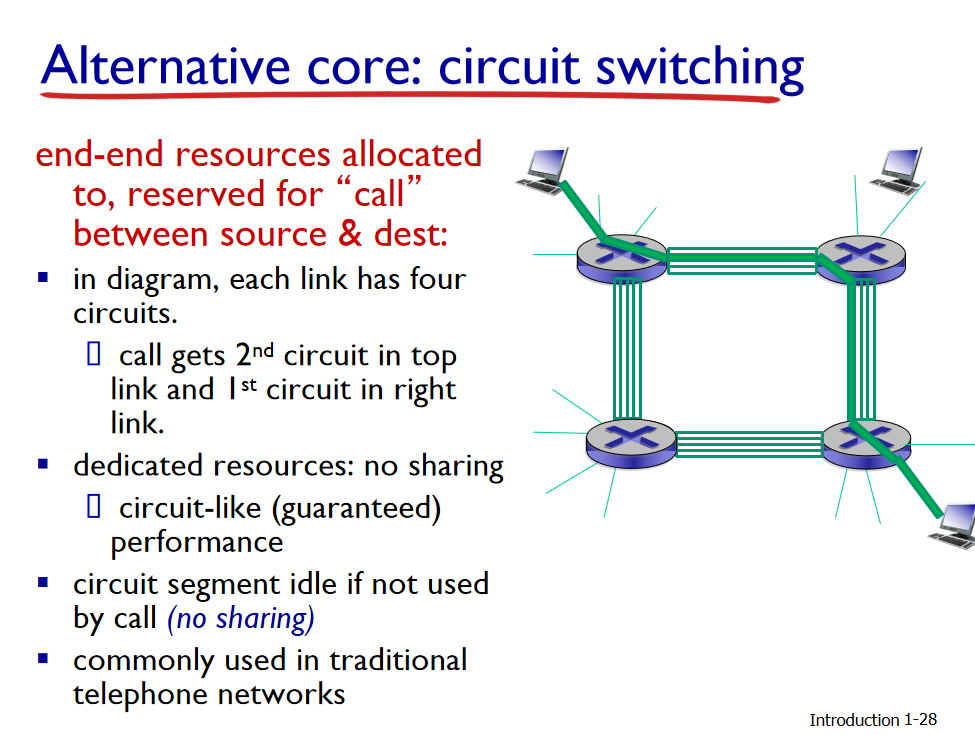 Alternative core: circuit switching
end-end resources allocated
to, reserved for “call”
between source & dest:
▪ in diagram, each link has four
circuits.
▯ call gets 2nd circuit in top
link and 1st circuit in right
link.
▪ dedicated resources: no sharing
▯ circuit-like (guaranteed)
performance
▪ circuit segment idle if not used
by call (no sharing)
▪ commonly used in traditional
telephone networks
Introduction 1-28